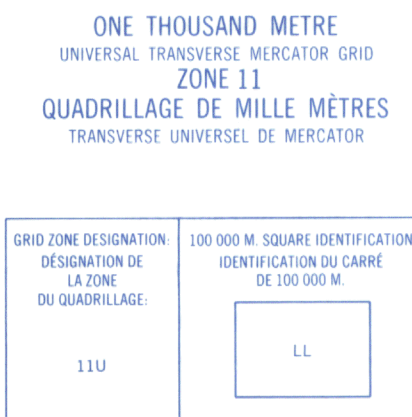 ONE THOUSAND METRE
UNIVERSAL TRANSVERSE MERCATOR GRID
ZONE 11
QUADRILLAGE DE MILLE MÈTRES
TRANSVERSE UNIVERSEL DE MERCATOR
GRID ZONE DESIGNATION:
DÉSIGNATION DE
LA ZONE
DU QUADRILLAGE:
11U
100 000 M. SQUARE IDENTIFICATION
IDENTIFICATION DU CARRÉ
DE 100 000 M.
LL